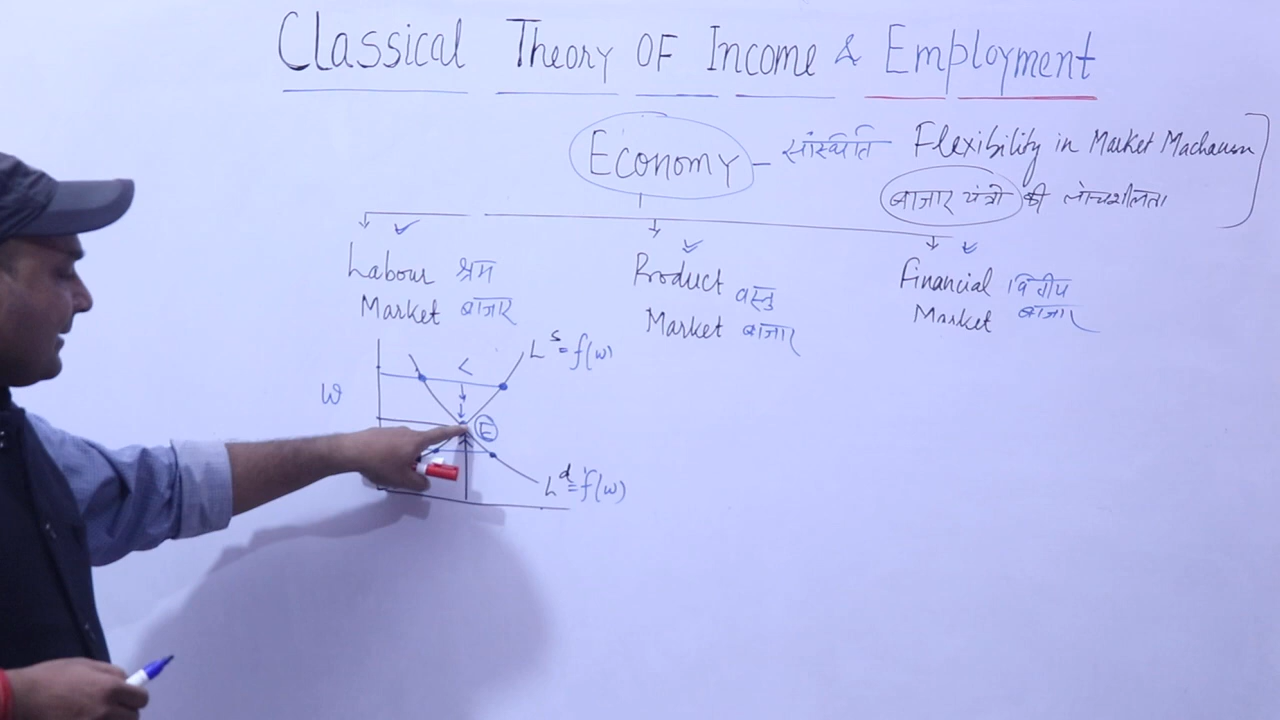 Classical Theory OF Income & Employment
Economy - सांस्थिति Flexibility in Market Machanism
बाजार यंत्रो की लोचशीलता
Labour श्रम
Market बाजार
Product वस्तु
Market बाजार
Financial वित्तीय
Market बाजार
L^s = f(w)
W
E
L^d = f(w)